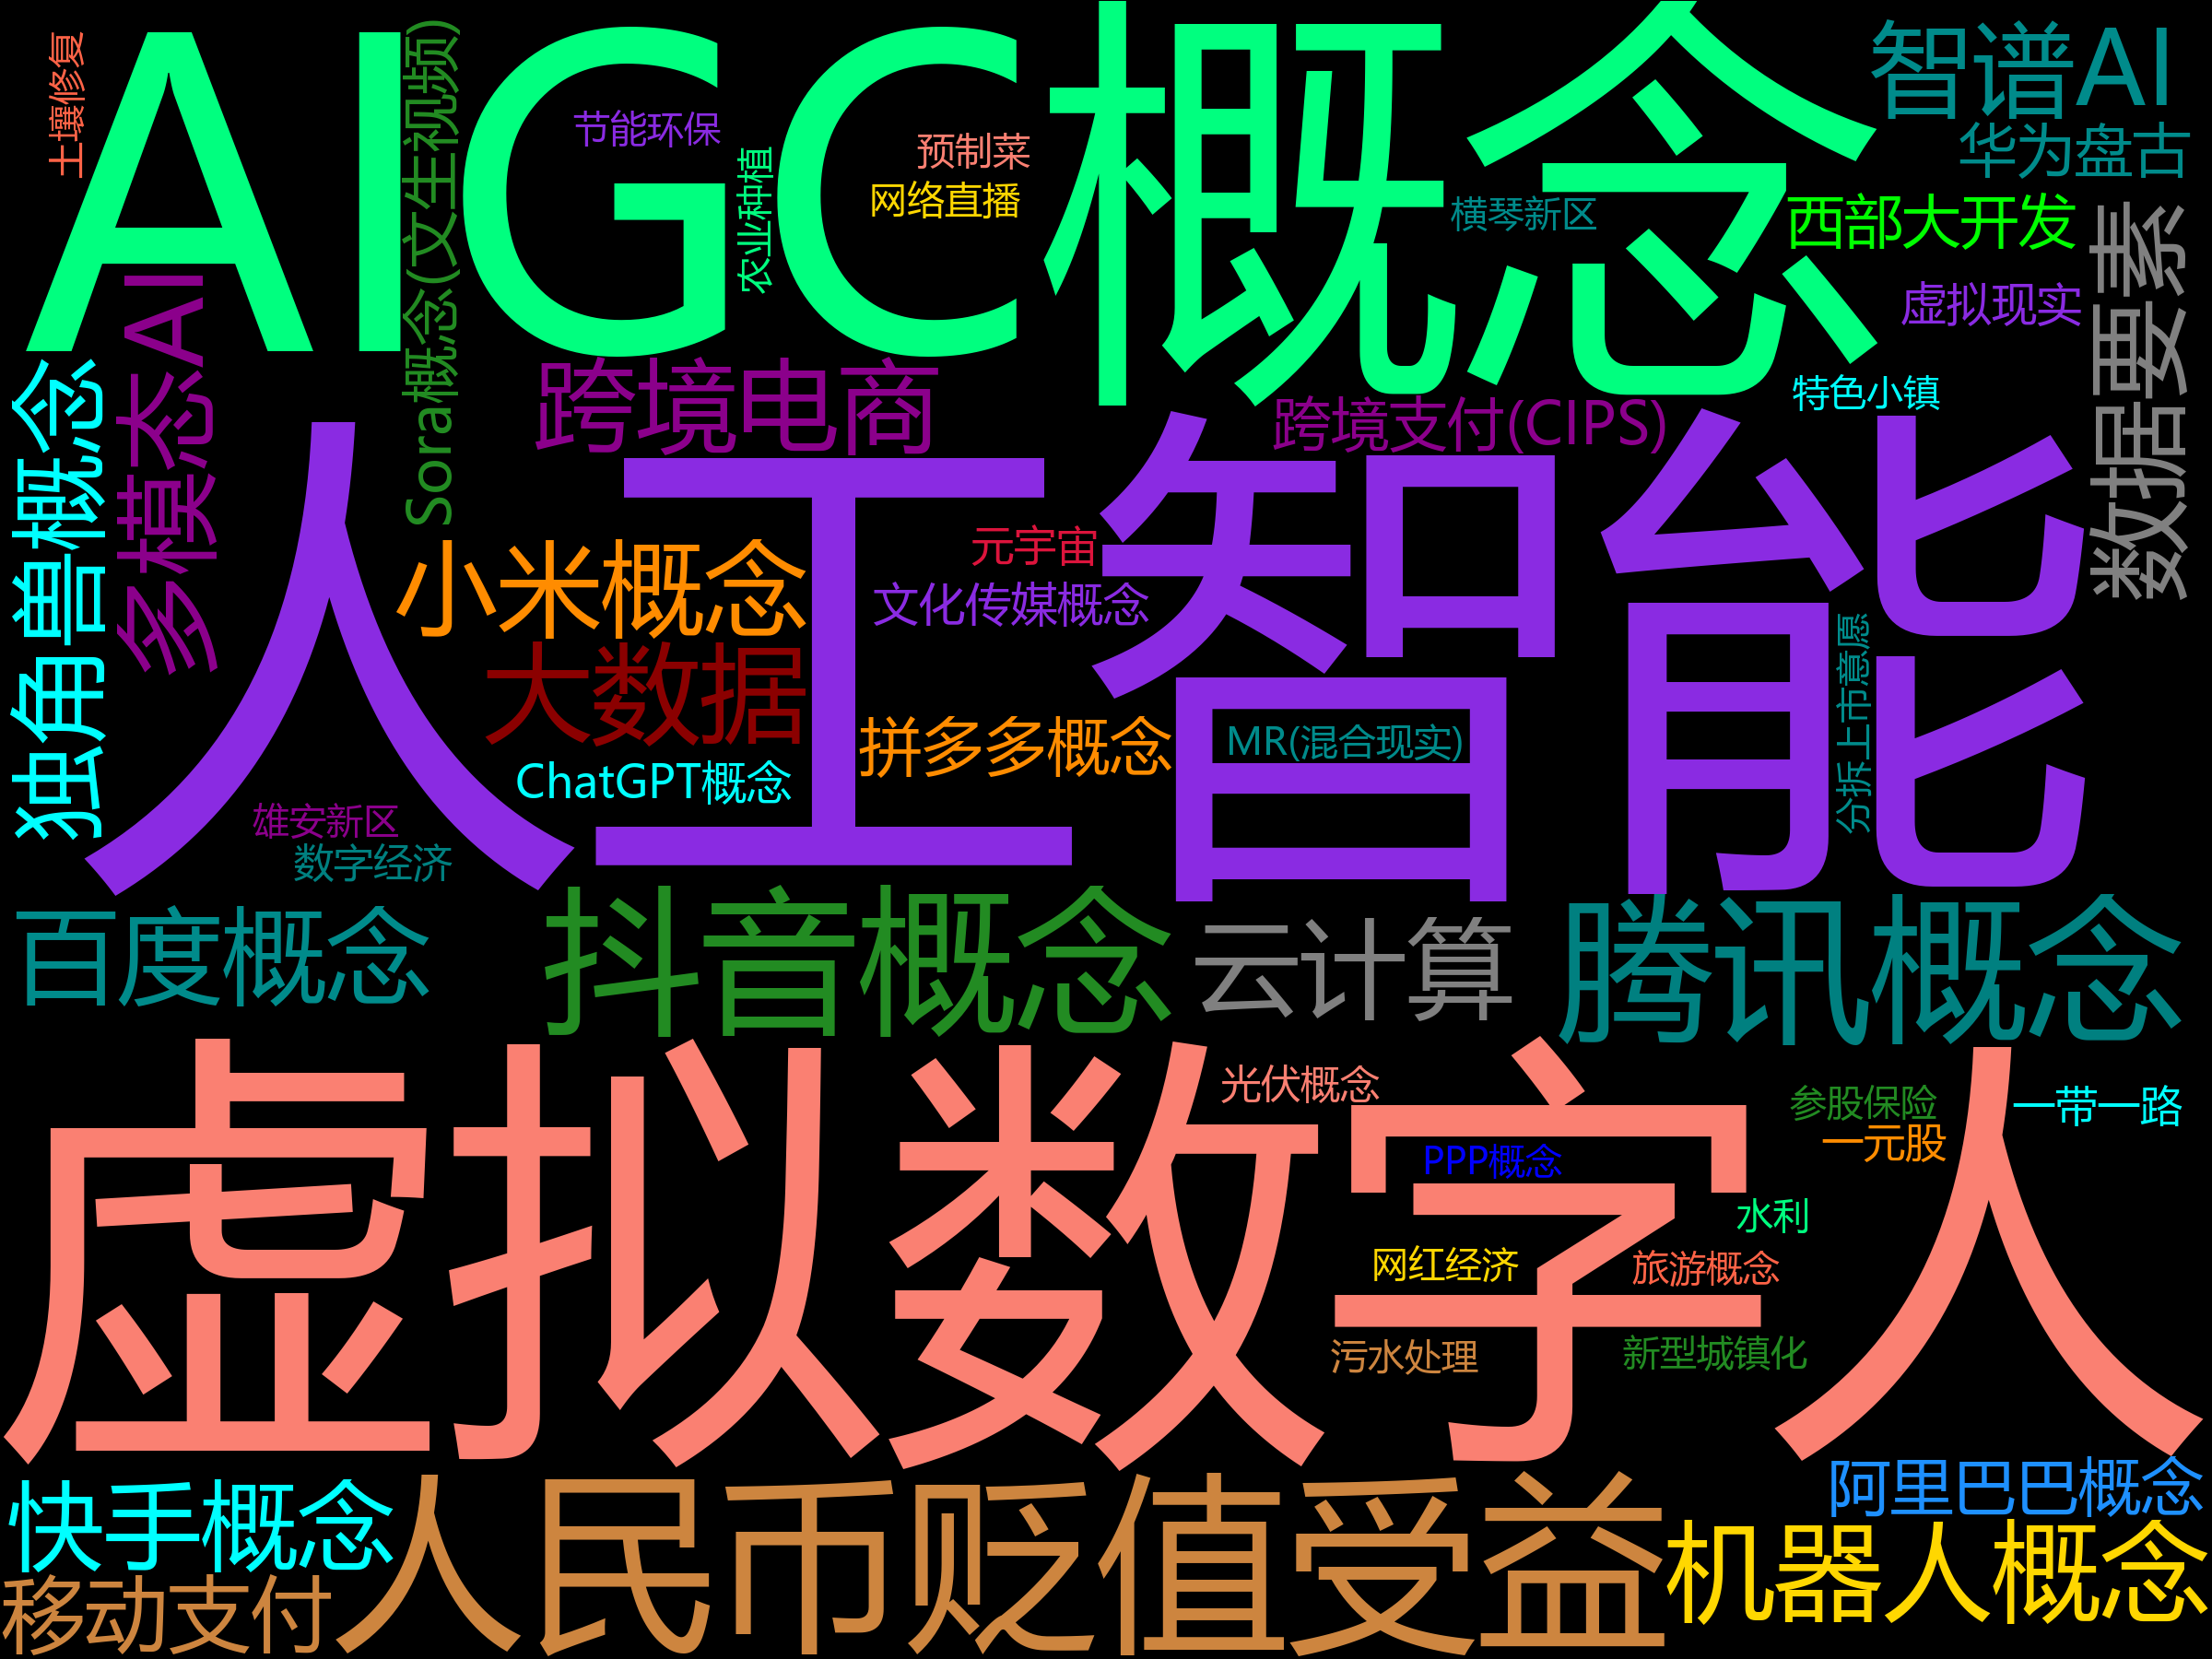 AIGC概念
土壤修复
Sora概念(文生视频)
节能环保
农业种植
预制菜
网络直播
智谱AI
华为盘古
横琴新区
西部大开发
数据要素
虚拟现实
特色小镇
多模态AI
独角兽概念
跨境电商
跨境支付(CIPS)
人工智能
小米概念
元宇宙
文化传媒概念
大数据
拼多多概念
MR(混合现实)
分拆上市意愿
ChatGPT概念
雄安新区
数字经济
百度概念
抖音概念
云计算
腾讯概念
虚拟数字人
光伏概念
参股保险
一带一路
一元股
PPP概念
水利
网红经济
旅游概念
污水处理
新型城镇化
快手概念
人民币贬值受益
阿里巴巴概念
机器人概念
移动支付